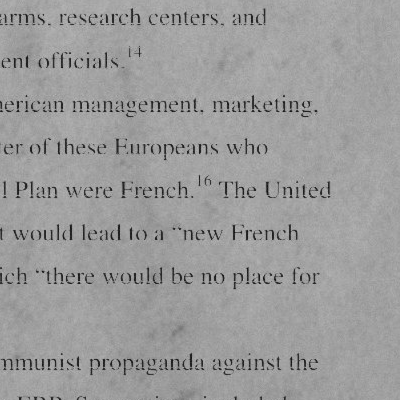 arms, research centers, and
ent officials.14
nerican management, marketing,
ter of these Europeans who
l Plan were French.16 The United
t would lead to a “new French
ich “there would be no place for
mmunist propaganda against the